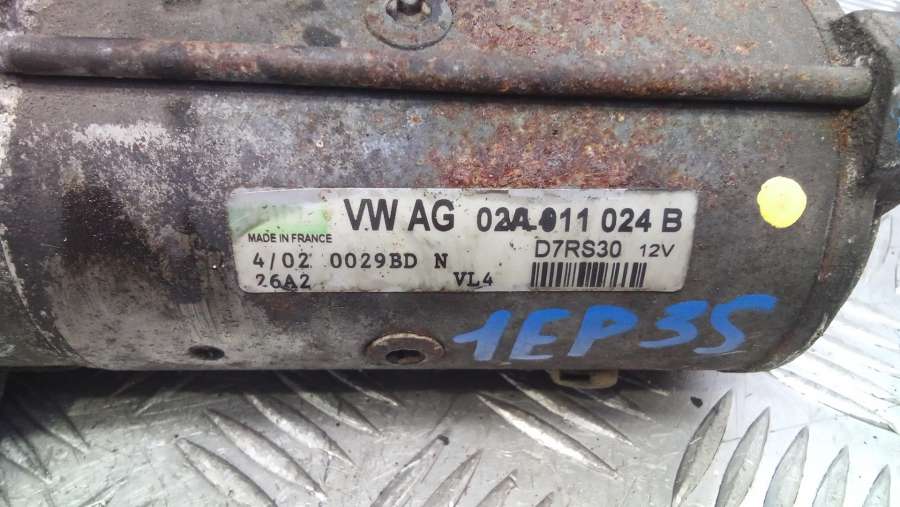 VW AG 02A 911 024 B
MADE IN FRANCE D7RS30 12V
4/02 0029BD N
26A2 VL4
1EP35